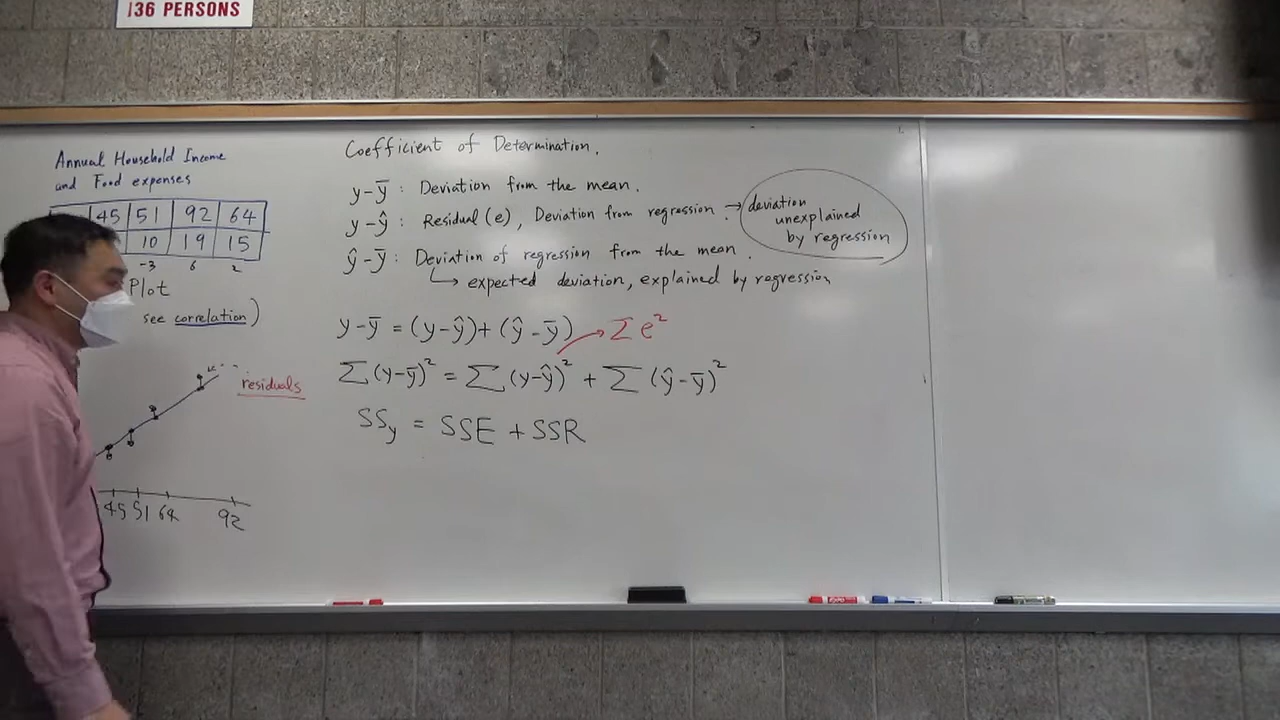 136 PERSONS
Annual Household Income
and Food expenses
45 51 92 64
10 19 15
-3 6 2
Plot
see correlation)
residuals
45 51 64 92
Coefficient of Determination.
y-ȳ : Deviation from the mean.
y-ŷ : Residual (e), Deviation from regression. → deviation
unexplained
by regression
ŷ-ȳ : Deviation of regression from the mean.
↳ expected deviation, explained by regression
y-ȳ = (y-ŷ)+(ŷ-ȳ) → Σe²
Σ(y-ȳ)² = Σ(y-ŷ)² + Σ(ŷ-ȳ)²
SSy = SSE + SSR
EXPO